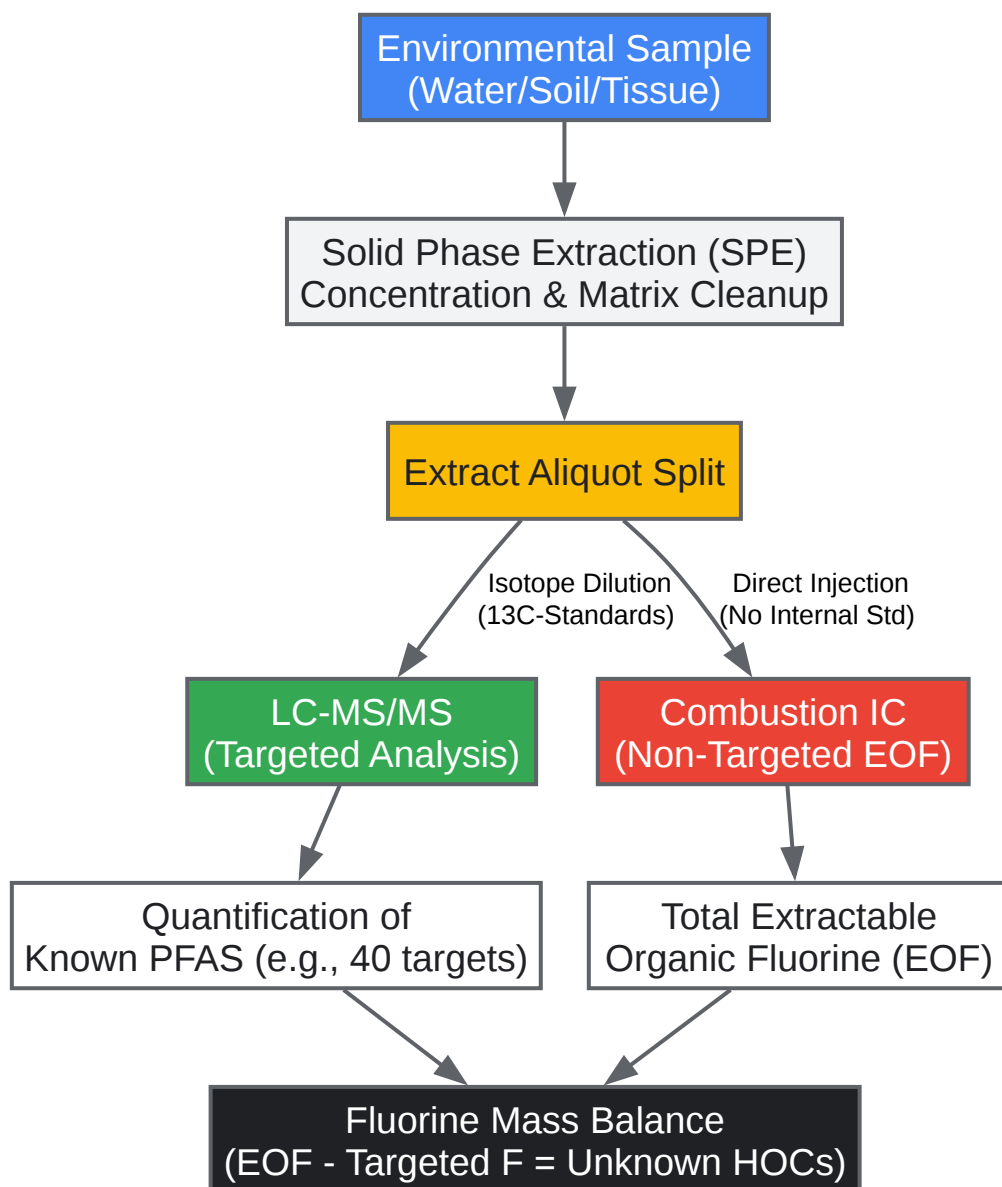 Environmental Sample
(Water/Soil/Tissue)
Solid Phase Extraction (SPE)
Concentration & Matrix Cleanup
Extract Aliquot Split
Isotope Dilution
(13C-Standards)
Direct Injection
(No Internal Std)
LC-MS/MS
(Targeted Analysis)
Combustion IC
(Non-Targeted EOF)
Quantification of
Known PFAS (e.g., 40 targets)
Total Extractable
Organic Fluorine (EOF)
Fluorine Mass Balance
(EOF - Targeted F = Unknown HOCs)